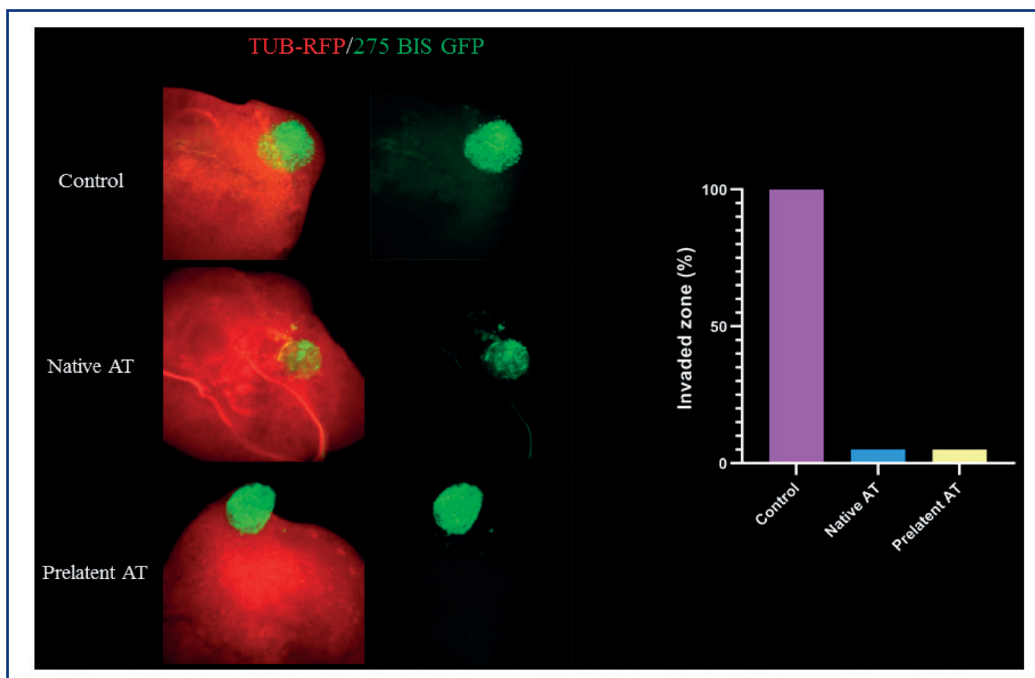 TUB-RFP/275 BIS GFP
Control
Native AT
Prelatent AT
Invaded zone (%)
100
50
0
Control
Native AT
Prelatent AT